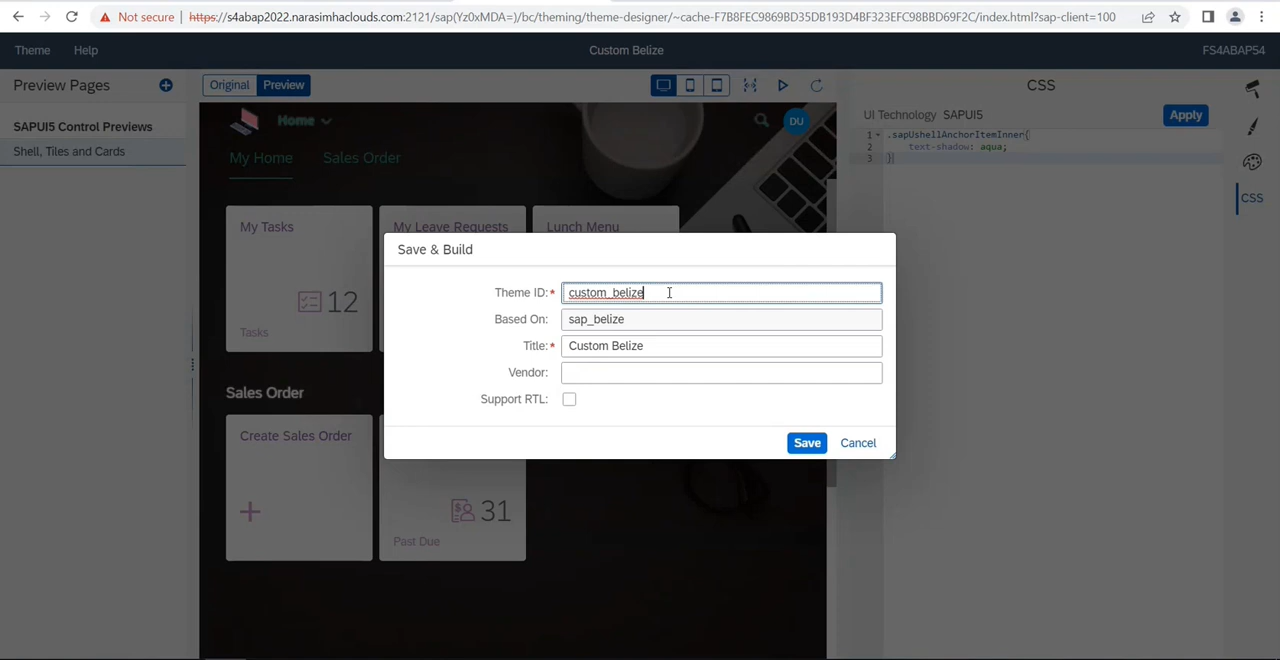 Not secure https://s4abap2022.narasimhaclouds.com:2121/sap(Yz0xMDA=)/bc/theming/theme-designer/~cache-F7B8FEC9869BD35DB193D4BF323EFC98BBD69F2C/index.html?sap-client=100
Theme Help Custom Belize FS4ABAP54
Preview Pages
SAPUI5 Control Previews
Shell, Tiles and Cards
Original Preview
Home
DU
My Home Sales Order
My Tasks
12
Tasks
My Leave Requests
Lunch Menu
Sales Order
Create Sales Order
31
Past Due
Save & Build
Theme ID:* custom_belize
Based On: sap_belize
Title:* Custom Belize
Vendor:
Support RTL:
Save Cancel
CSS
UI Technology SAPUI5 Apply
1 .sapUshellAnchorItemInner{
2 text-shadow: aqua;
3 }
CSS